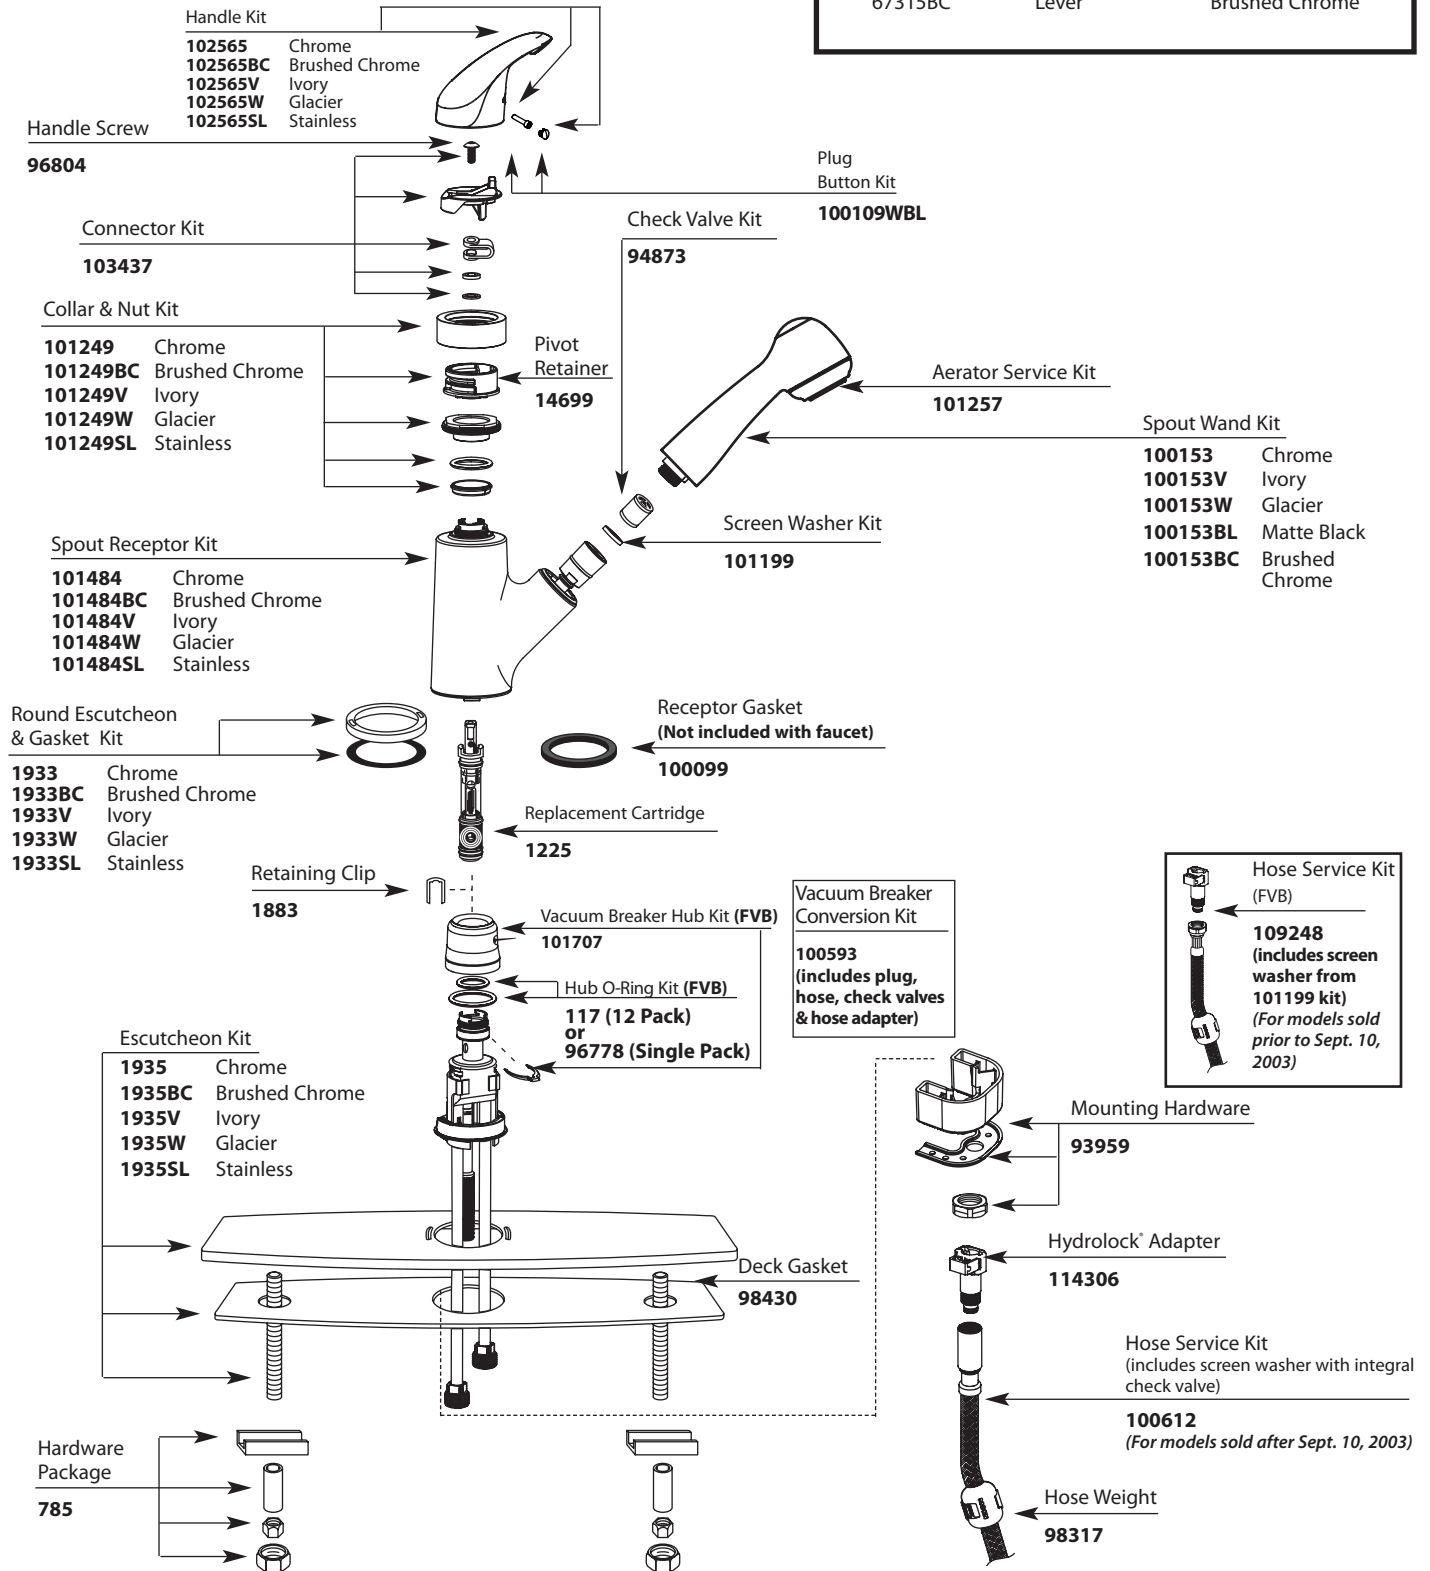 67315BC Lever Brushed Chrome
Handle Kit
102565 Chrome
102565BC Brushed Chrome
102565V Ivory
102565W Glacier
102565SL Stainless
Handle Screw
96804
Plug
Button Kit
100109WBL
Check Valve Kit
94873
Connector Kit
103437
Collar & Nut Kit
101249 Chrome
101249BC Brushed Chrome
101249V Ivory
101249W Glacier
101249SL Stainless
Pivot
Retainer
14699
Aerator Service Kit
101257
Spout Wand Kit
100153 Chrome
100153V Ivory
100153W Glacier
100153BL Matte Black
100153BC Brushed
Chrome
Screen Washer Kit
101199
Spout Receptor Kit
101484 Chrome
101484BC Brushed Chrome
101484V Ivory
101484W Glacier
101484SL Stainless
Round Escutcheon
& Gasket Kit
1933 Chrome
1933BC Brushed Chrome
1933V Ivory
1933W Glacier
1933SL Stainless
Receptor Gasket
(Not included with faucet)
100099
Replacement Cartridge
1225
Retaining Clip
1883
Vacuum Breaker Hub Kit (FVB)
101707
Hub O-Ring Kit (FVB)
117 (12 Pack)
or
96778 (Single Pack)
Vacuum Breaker
Conversion Kit
100593
(includes plug,
hose, check valves
& hose adapter)
Hose Service Kit
(FVB)
109248
(includes screen
washer from
101199 kit)
(For models sold
prior to Sept. 10,
2003)
Escutcheon Kit
1935 Chrome
1935BC Brushed Chrome
1935V Ivory
1935W Glacier
1935SL Stainless
Mounting Hardware
93959
Hydrolock® Adapter
114306
Deck Gasket
98430
Hose Service Kit
(includes screen washer with integral
check valve)
100612
(For models sold after Sept. 10, 2003)
Hardware
Package
785
Hose Weight
98317